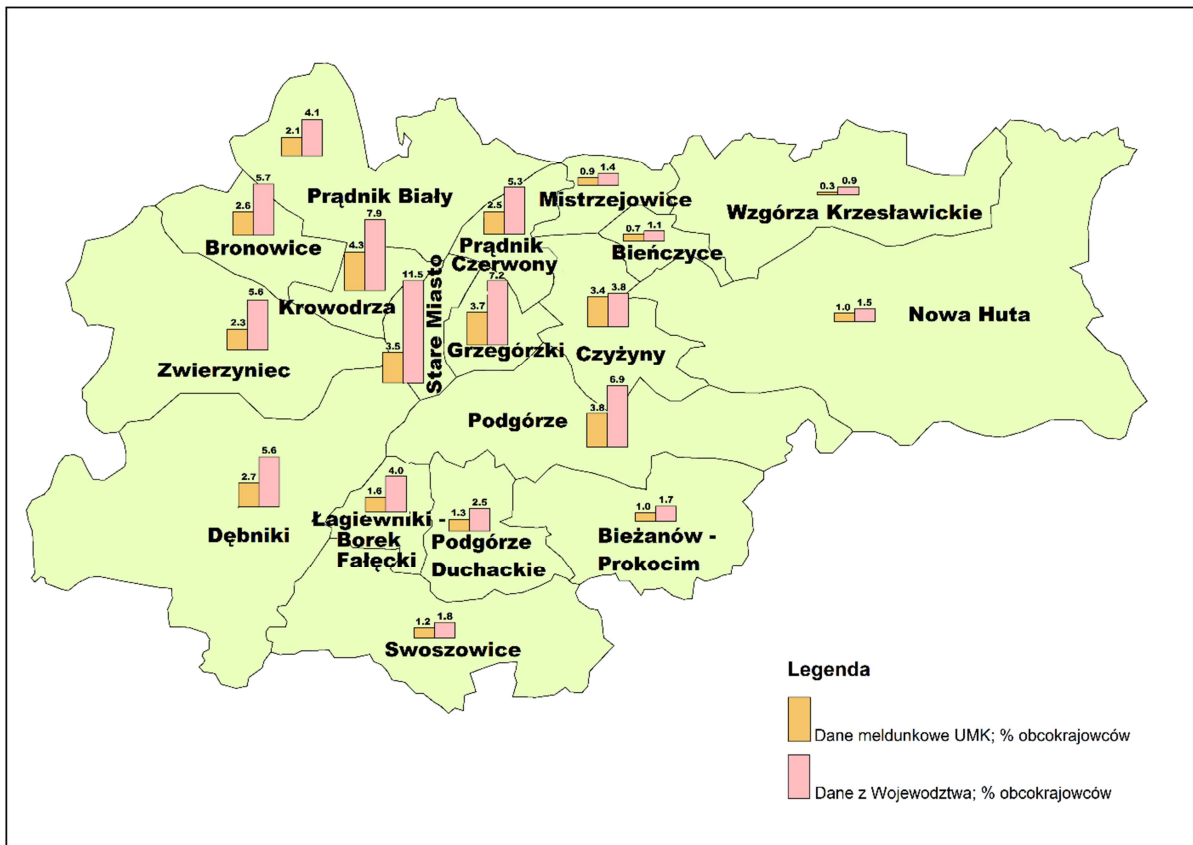 4.1
2.1
Prądnik Biały
5.7
2.6
Bronowice
7.9
4.3
Krowodrza
5.3
2.5
Prądnik
Czerwony
0.9
1.4
Mistrzejowice
0.7
1.1
Bieńczyce
0.3
0.9
Wzgórza Krzesławickie
1.0
1.5
Nowa Huta
5.6
2.3
Zwierzyniec
11.5
3.5
Stare Miasto
7.2
3.7
Grzegórzki
3.4
3.8
Czyżyny
6.9
3.8
Podgórze
5.6
2.7
Dębniki
4.0
1.6
Łagiewniki -
Borek
Fałęcki
2.5
1.3
Podgórze
Duchackie
1.0
1.7
Bieżanów -
Prokocim
1.2
1.8
Swoszowice
Legenda
Dane meldunkowe UMK; % obcokrajowców
Dane z Wojewodztwa; % obcokrajowców